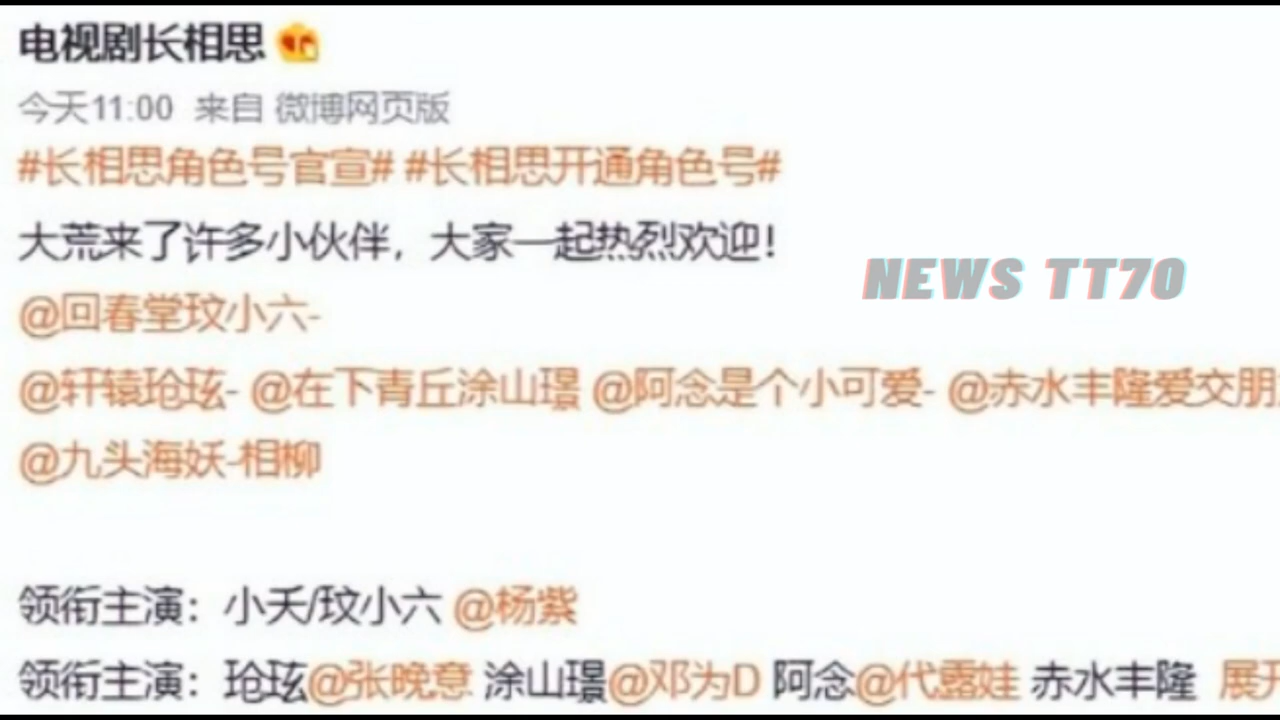 电视剧长相思
今天11:00 来自 微博网页版
#长相思角色号官宣# #长相思开通角色号#
大荒来了许多小伙伴，大家一起热烈欢迎！
NEWS TT70
@回春堂玟小六-
@轩辕玱玹- @在下青丘涂山璟 @阿念是个小可爱- @赤水丰隆爱交朋
@九头海妖-相柳
领衔主演：小夭/玟小六 @杨紫
领衔主演：玱玹@张晚意 涂山璟@邓为D 阿念@代露娃 赤水丰隆 展开